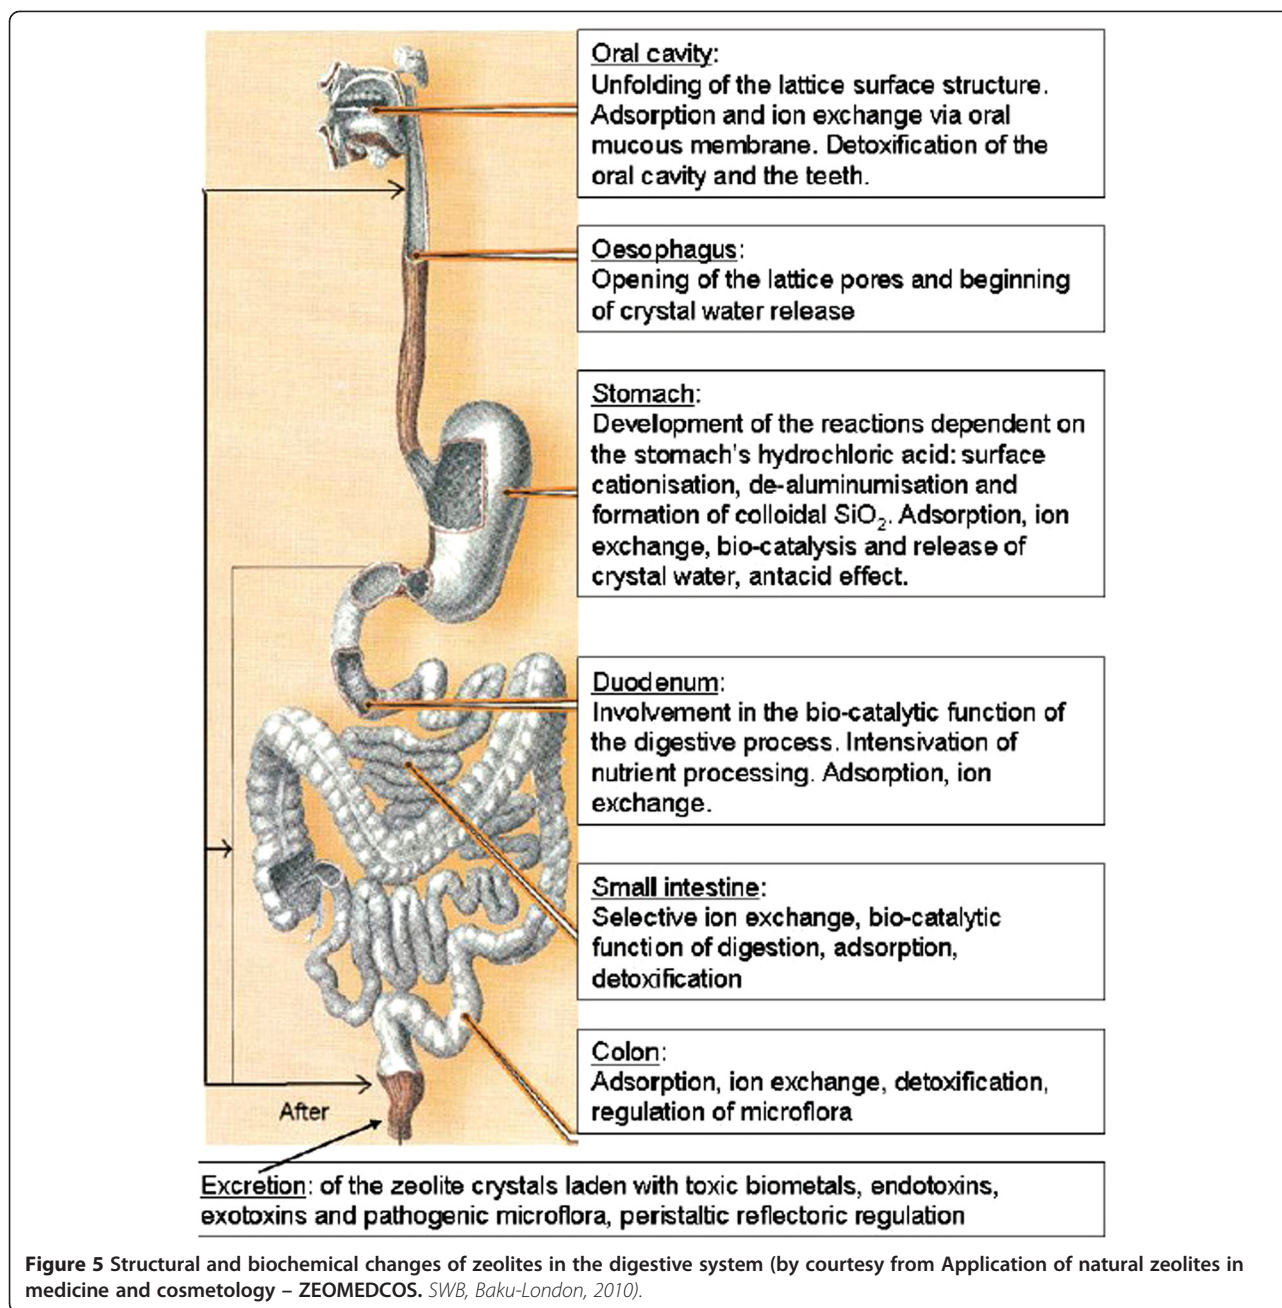 Oral cavity:
Unfolding of the lattice surface structure.
Adsorption and ion exchange via oral
mucous membrane. Detoxification of the
oral cavity and the teeth.
Oesophagus:
Opening of the lattice pores and beginning
of crystal water release
Stomach:
Development of the reactions dependent on
the stomach's hydrochloric acid: surface
cationisation, de-aluminumisation and
formation of colloidal SiO₂. Adsorption, ion
exchange, bio-catalysis and release of
crystal water, antacid effect.
Duodenum:
Involvement in the bio-catalytic function of
the digestive process. Intensivation of
nutrient processing. Adsorption, ion
exchange.
Small intestine:
Selective ion exchange, bio-catalytic
function of digestion, adsorption,
detoxification
Colon:
Adsorption, ion exchange, detoxification,
regulation of microflora
After
Excretion: of the zeolite crystals laden with toxic biometals, endotoxins,
exotoxins and pathogenic microflora, peristaltic reflectoric regulation
Figure 5 Structural and biochemical changes of zeolites in the digestive system (by courtesy from Application of natural zeolites in
medicine and cosmetology – ZEOMEDCOS. SWB, Baku-London, 2010).